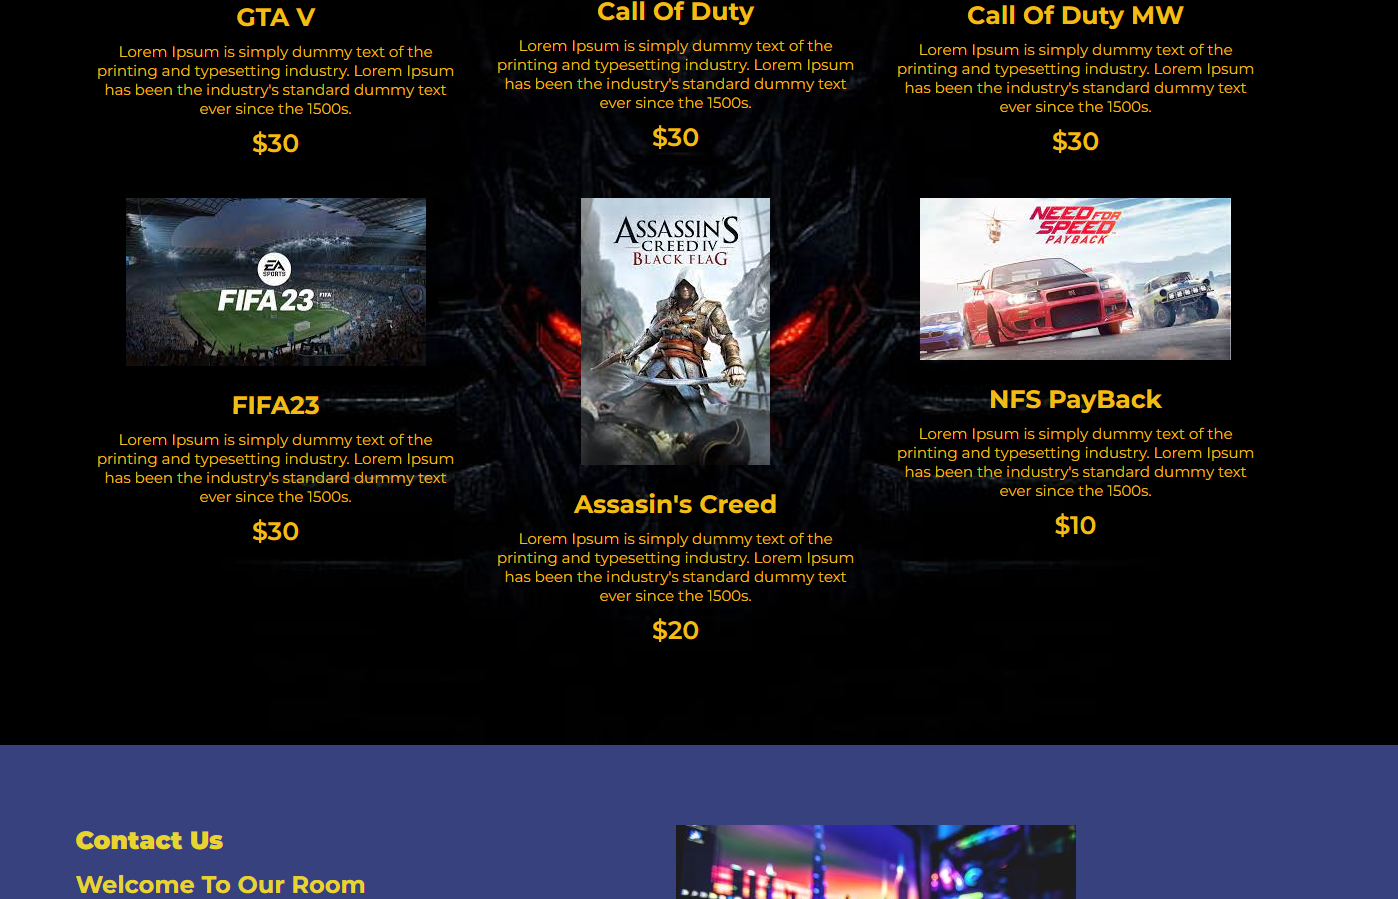 GTA V
Lorem Ipsum is simply dummy text of the
printing and typesetting industry. Lorem Ipsum
has been the industry's standard dummy text
ever since the 1500s.
$30
Call Of Duty
Lorem Ipsum is simply dummy text of the
printing and typesetting industry. Lorem Ipsum
has been the industry's standard dummy text
ever since the 1500s.
$30
Call Of Duty MW
Lorem Ipsum is simply dummy text of the
printing and typesetting industry. Lorem Ipsum
has been the industry's standard dummy text
ever since the 1500s.
$30
EA
SPORTS
FIFA 23
FIFA
FIFA23
Lorem Ipsum is simply dummy text of the
printing and typesetting industry. Lorem Ipsum
has been the industry's standard dummy text
ever since the 1500s.
$30
ASSASSIN'S
CREED IV
BLACK FLAG
Assasin's Creed
Lorem Ipsum is simply dummy text of the
printing and typesetting industry. Lorem Ipsum
has been the industry's standard dummy text
ever since the 1500s.
$20
NEED FOR
SPEED
PAYBACK
NFS PayBack
Lorem Ipsum is simply dummy text of the
printing and typesetting industry. Lorem Ipsum
has been the industry's standard dummy text
ever since the 1500s.
$10
Contact Us
Welcome To Our Room